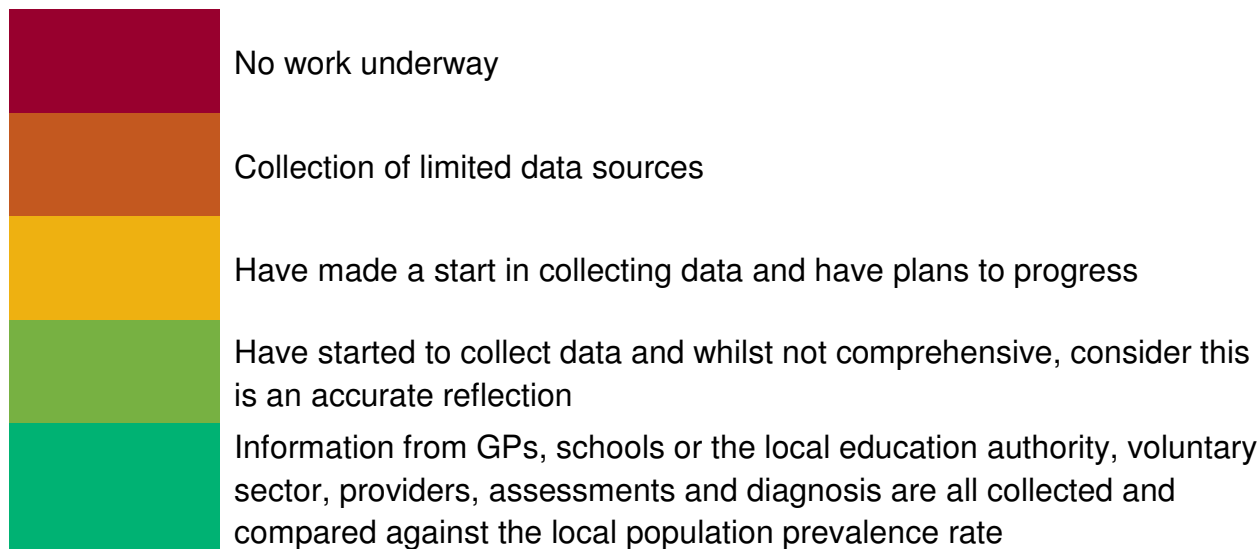 No work underway
Collection of limited data sources
Have made a start in collecting data and have plans to progress
Have started to collect data and whilst not comprehensive, consider this
is an accurate reflection
Information from GPs, schools or the local education authority, voluntary
sector, providers, assessments and diagnosis are all collected and
compared against the local population prevalence rate